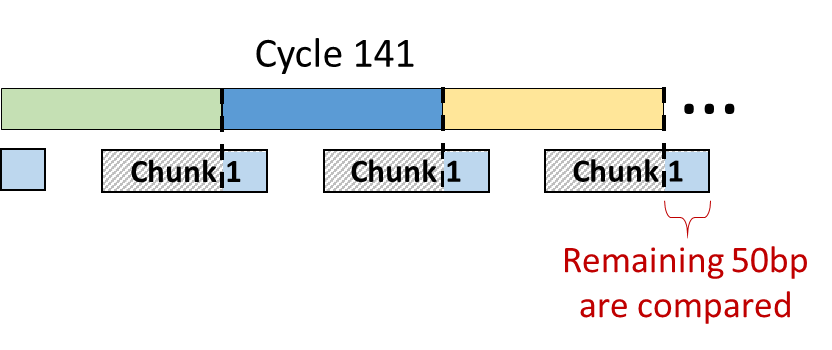 Cycle 141
...
Chunk 1 Chunk 1 Chunk 1
Remaining 50bp
are compared